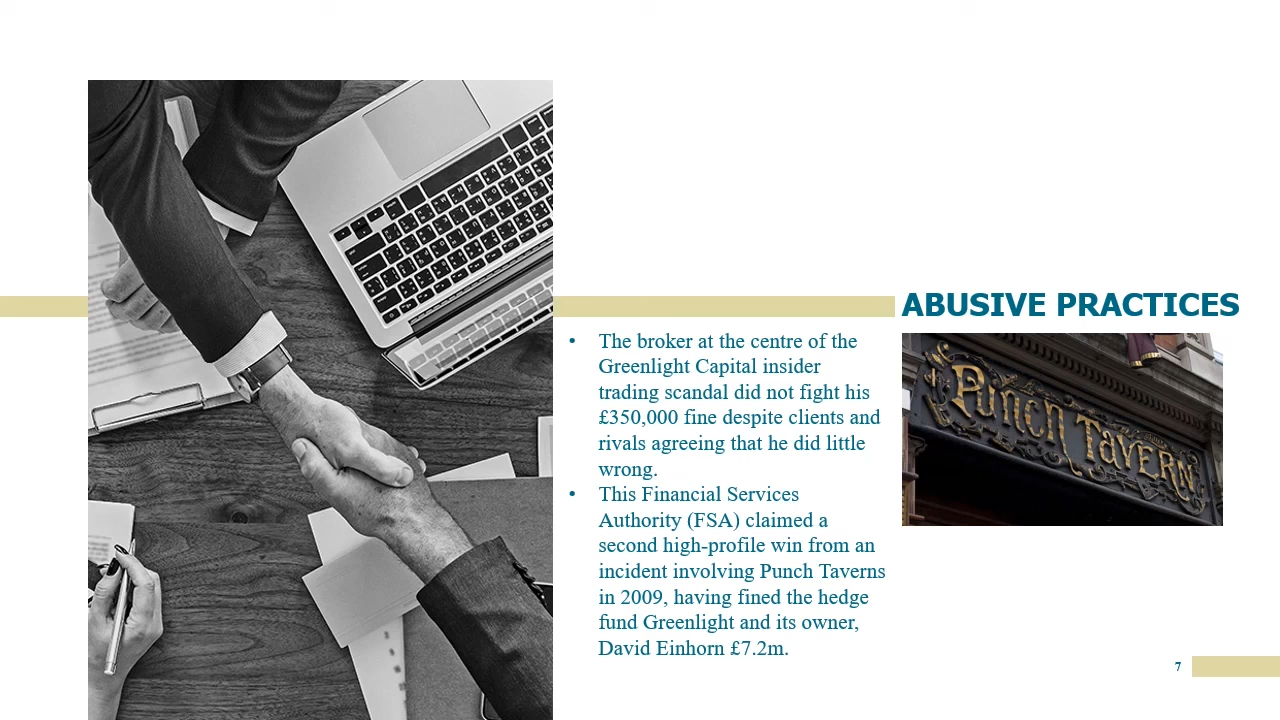 ABUSIVE PRACTICES
• The broker at the centre of the
Greenlight Capital insider
trading scandal did not fight his
£350,000 fine despite clients and
rivals agreeing that he did little
wrong.
• This Financial Services
Authority (FSA) claimed a
second high-profile win from an
incident involving Punch Taverns
in 2009, having fined the hedge
fund Greenlight and its owner,
David Einhorn £7.2m.
Punch Tavern
7